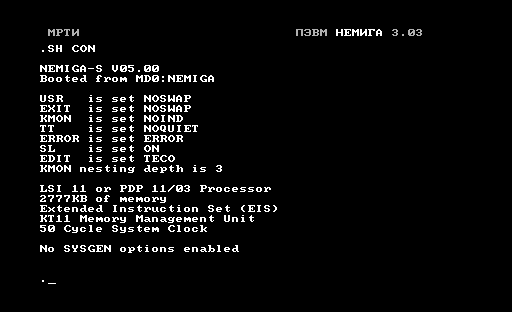 МРТИ ПЭВМ НЕМИГА 3.03
.SH CON
NEMIGA-S V05.00
Booted from MD0:NEMIGA
USR is set NOSWAP
EXIT is set NOSWAP
KMON is set NOIND
TT is set NOQUIET
ERROR is set ERROR
SL is set ON
EDIT is set TECO
KMON nesting depth is 3
LSI 11 or PDP 11/03 Processor
2777KB of memory
Extended Instruction Set (EIS)
KT11 Memory Management Unit
50 Cycle System Clock
No SYSGEN options enabled
._